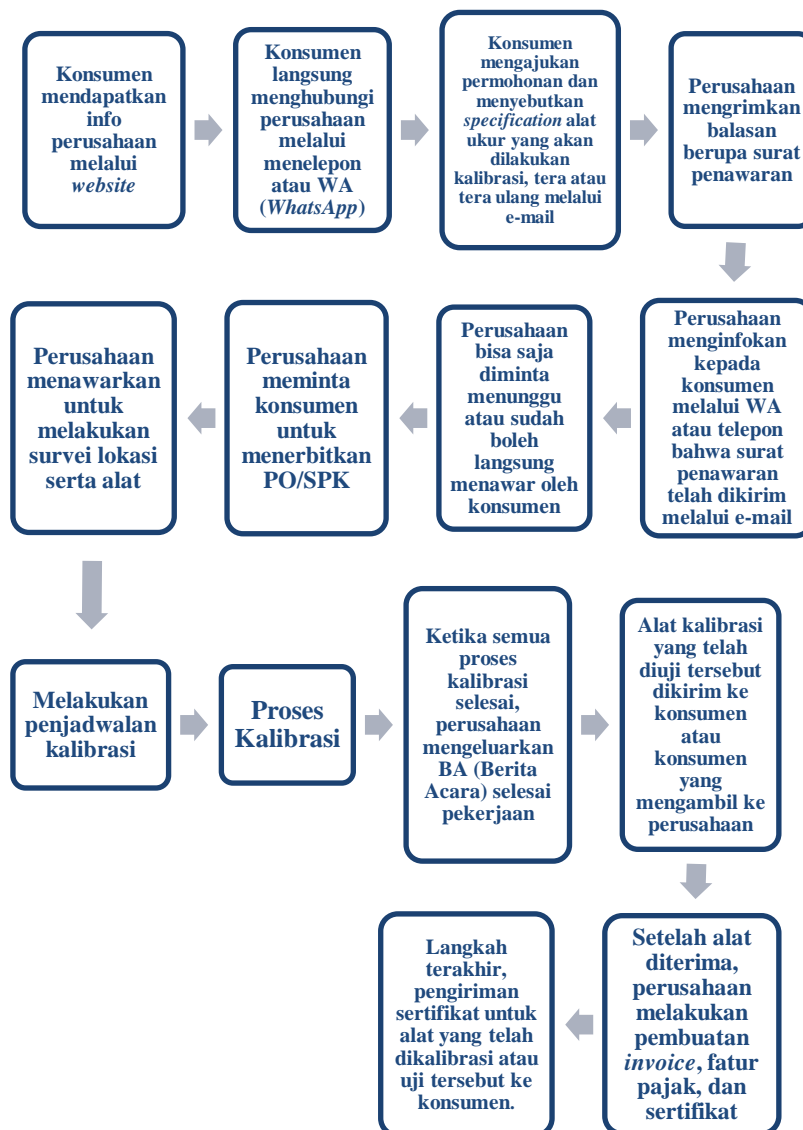 Konsumen
mendapatkan
info
perusahaan
melalui
website
Konsumen
langsung
menghubungi
perusahaan
melalui
menelepon
atau WA
(WhatsApp)
Konsumen
mengajukan
permohonan dan
menyebutkan
specification alat
ukur yang akan
dilakukan
kalibrasi, tera atau
tera ulang melalui
e-mail
Perusahaan
mengrimkan
balasan
berupa surat
penawaran
Perusahaan
menginfokan
kepada
konsumen
melalui WA
atau telepon
bahwa surat
penawaran
telah dikirim
melalui e-mail
Perusahaan
bisa saja
diminta
menunggu
atau sudah
boleh
langsung
menawar oleh
konsumen
Perusahaan
meminta
konsumen
untuk
menerbitkan
PO/SPK
Perusahaan
menawarkan
untuk
melakukan
survei lokasi
serta alat
Melakukan
penjadwalan
kalibrasi
Proses
Kalibrasi
Ketika semua
proses
kalibrasi
selesai,
perusahaan
mengeluarkan
BA (Berita
Acara) selesai
pekerjaan
Alat kalibrasi
yang telah
diuji tersebut
dikirim ke
konsumen
atau
konsumen
yang
mengambil ke
perusahaan
Setelah alat
diterima,
perusahaan
melakukan
pembuatan
invoice, fatur
pajak, dan
sertifikat
Langkah
terakhir,
pengiriman
sertifikat untuk
alat yang telah
dikalibrasi atau
uji tersebut ke
konsumen.